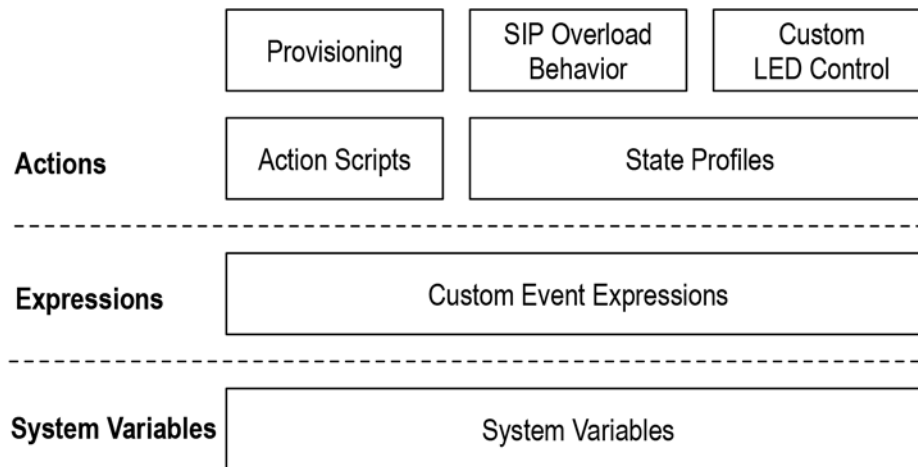 Provisioning
SIP Overload
Behavior
Custom
LED Control
Actions
Action Scripts
State Profiles
Expressions
Custom Event Expressions
System Variables
System Variables